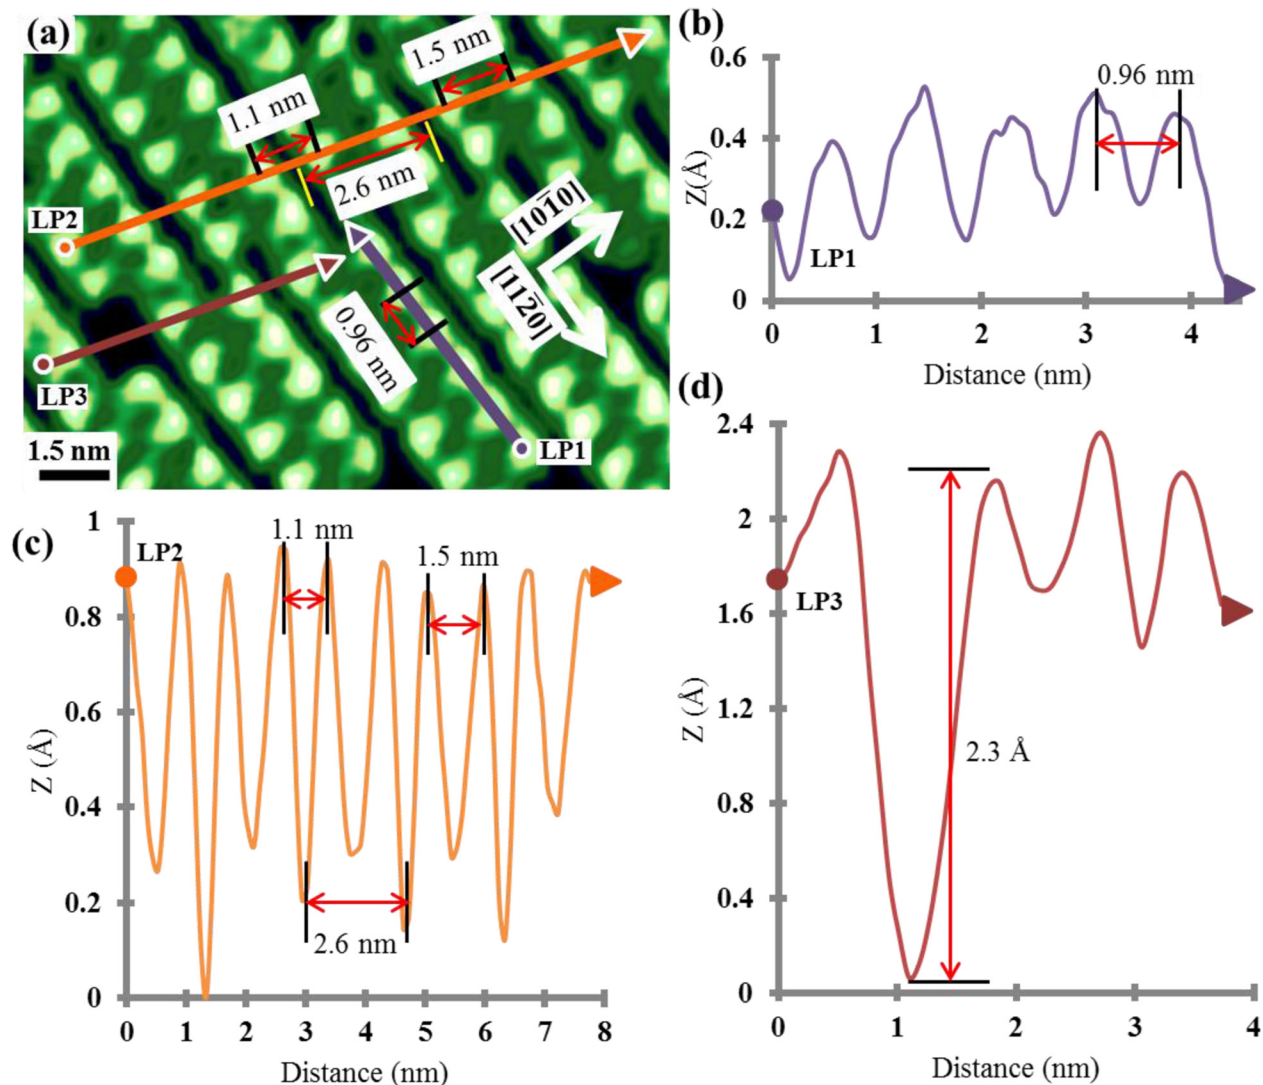 (a)
1.5 nm
1.1 nm
2.6 nm
LP2
[101̅0]
[112̅0]
LP3
0.96 nm
LP1
1.5 nm
(b)
0.6
0.4
0.2
0
Z(Å)
0.96 nm
LP1
0 1 2 3 4
Distance (nm)
(c)
1
0.8
0.6
0.4
0.2
0
Z (Å)
LP2
1.1 nm
1.5 nm
2.6 nm
0 1 2 3 4 5 6 7 8
Distance (nm)
(d)
2.4
2
1.6
1.2
0.8
0.4
0
Z (Å)
LP3
2.3 Å
0 1 2 3 4
Distance (nm)